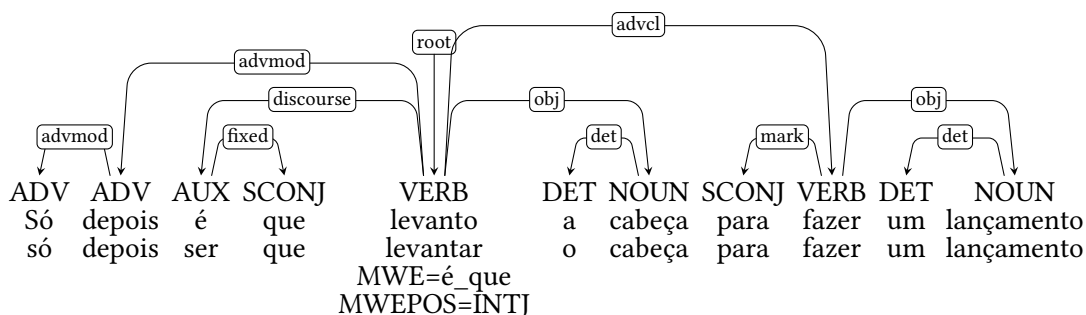 advcl
root
advmod
discourse obj obj
advmod fixed det mark det
ADV ADV AUX SCONJ VERB DET NOUN SCONJ VERB DET NOUN
Só depois é que levanto a cabeça para fazer um lançamento
só depois ser que levantar o cabeça para fazer um lançamento
MWE=é_que
MWEPOS=INTJ